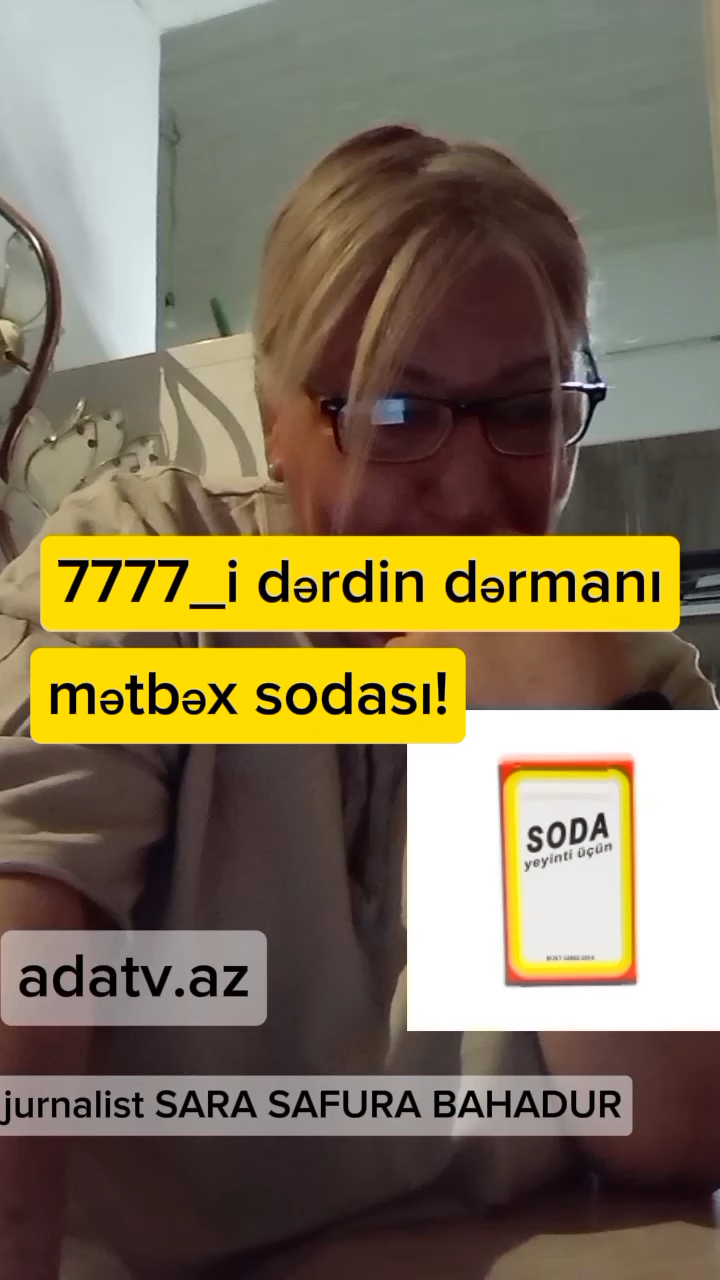 7777_i dərdin dərmanı
mətbəx sodası!
SODA
yeyinti üçün
adatv.az
jurnalist SARA SAFURA BAHADUR